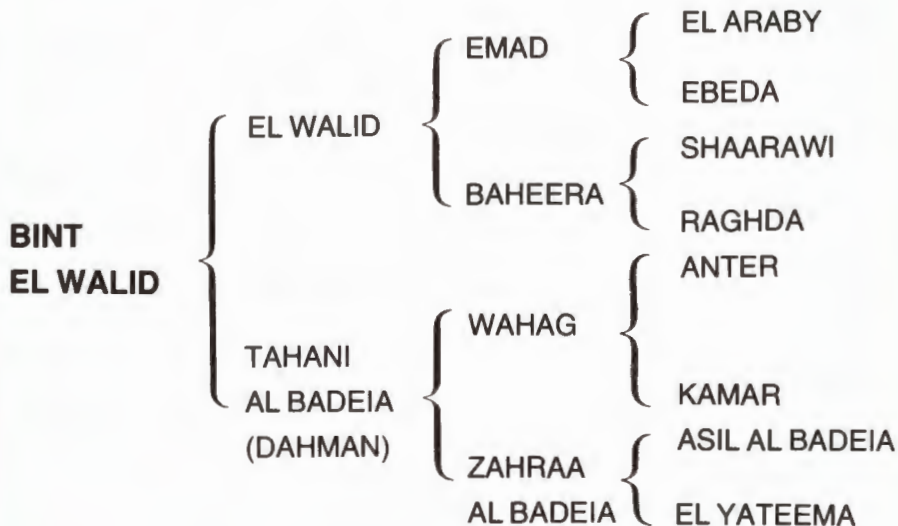 EL ARABY
EMAD
EBEDA
EL WALID
SHAARAWI
BAHEERA
RAGHDA
BINT
EL WALID
ANTER
WAHAG
TAHANI
AL BADEIA
(DAHMAN)
KAMAR
ASIL AL BADEIA
ZAHRAA
AL BADEIA
EL YATEEMA